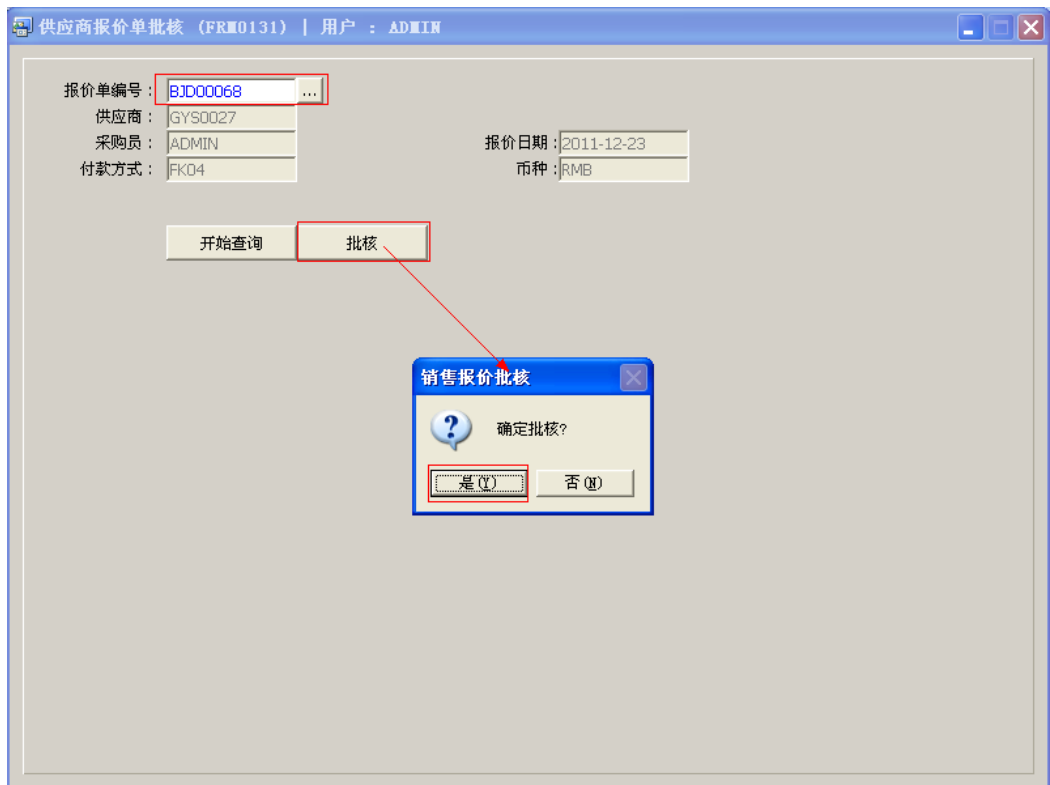 供应商报价单批核 (FRM0131) | 用户 : ADMIN
报价单编号： BJD00068 ...
供应商： GYS0027
采购员： ADMIN 报价日期： 2011-12-23
付款方式： FK04 币种： RMB
开始查询 批核
销售报价批核
确定批核?
是(Y) 否(N)